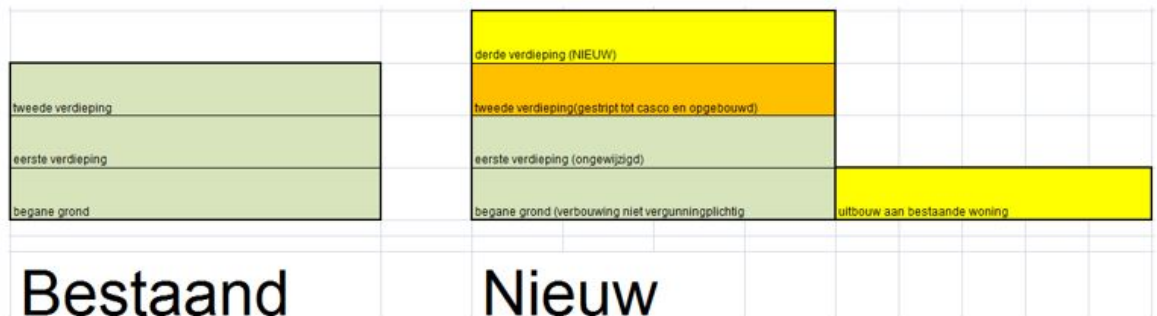 derde verdieping (NIEUW)
tweede verdieping
tweede verdieping(gestript tot casco en opgebouwd)
eerste verdieping
eerste verdieping (ongewijzigd)
begane grond
begane grond (verbouwing niet vergunningplichtig
uitbouw aan bestaande woning
Bestaand
Nieuw